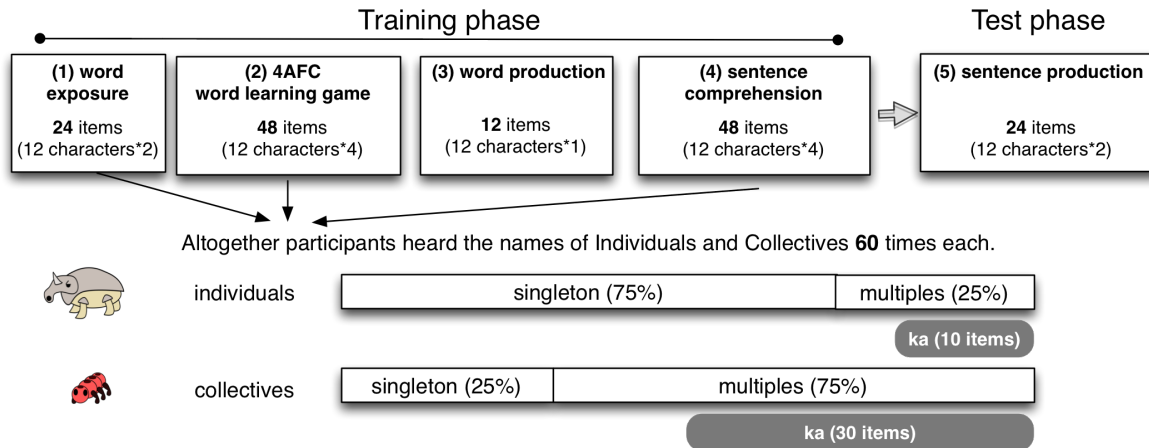 Training phase
Test phase
(1) word
exposure
24 items
(12 characters*2)
(2) 4AFC
word learning game
48 items
(12 characters*4)
(3) word production
12 items
(12 characters*1)
(4) sentence
comprehension
48 items
(12 characters*4)
(5) sentence production
24 items
(12 characters*2)
Altogether participants heard the names of Individuals and Collectives 60 times each.
individuals
singleton (75%)
multiples (25%)
ka (10 items)
collectives
singleton (25%)
multiples (75%)
ka (30 items)